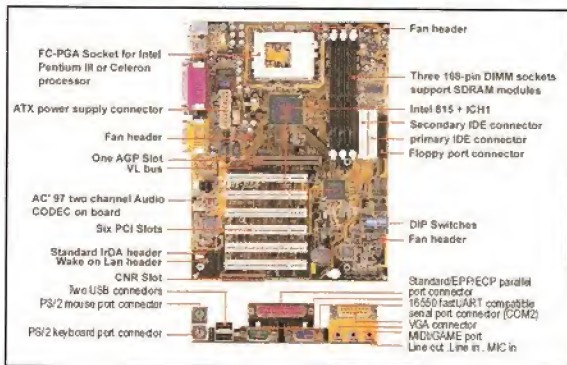 FC-PGA Socket for Intel
Pentium III or Celeron
processor
ATX power supply connector
Fan header
One AGP Slot
VL bus
AC' 97 two channel Audio
CODEC on board
Six PCI Slots
Standard IrDA header
Wake on Lan header
CNR Slot
Two USB connectors
PS/2 mouse port connector
PS/2 keyboard port connector
Fan header
Three 168-pin DIMM sockets
support SDRAM modules
Intel 815 + ICH1
Secondary IDE connector
primary IDE connector
Floppy port connector
DIP Switches
Fan header
Standard/EPP/ECP parallel
port connector
16550 fast UART compatible
serial port connector (COM2)
VGA connector
MIDI/GAME port
Line out , Line in , MIC in